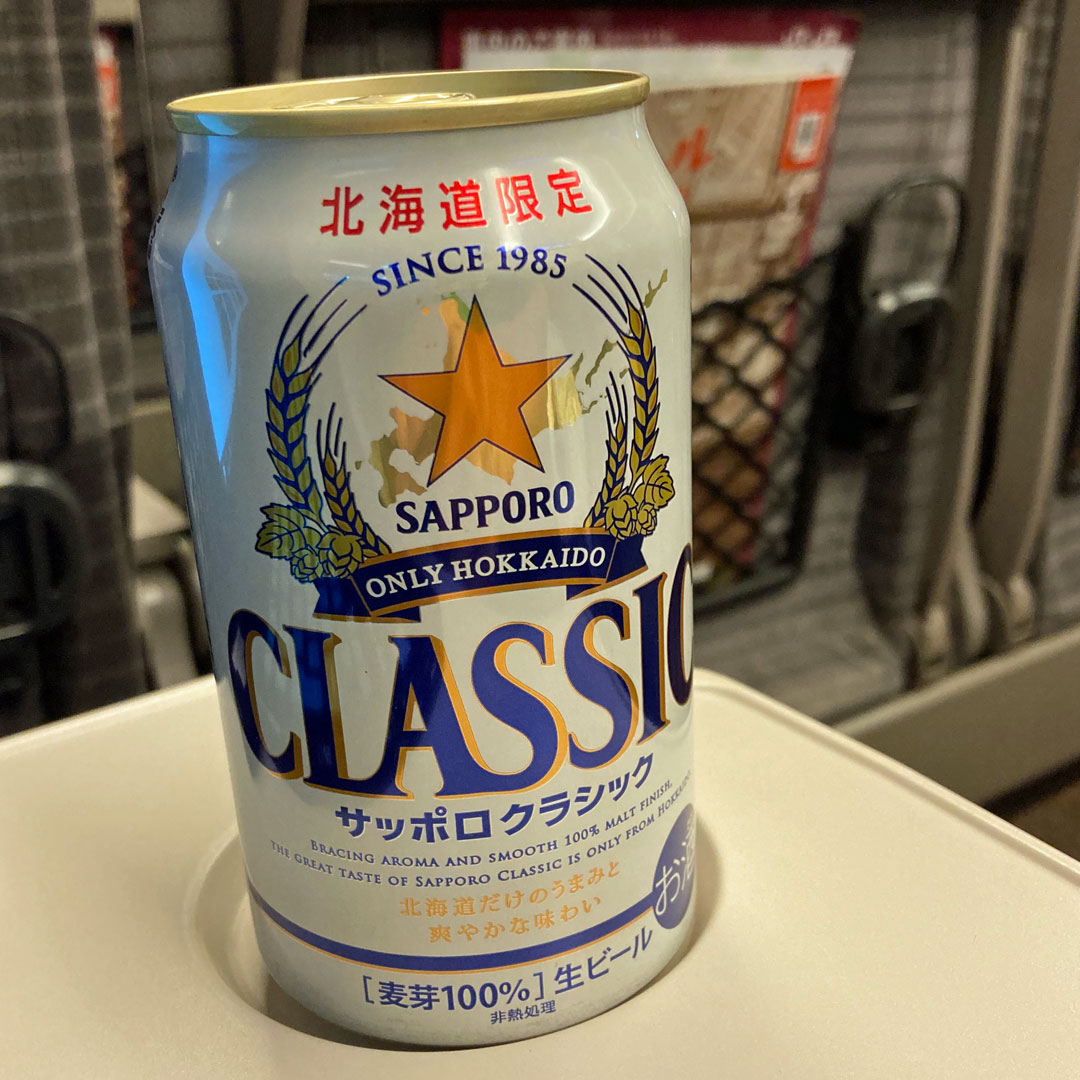 北海道限定
SINCE 1985
SAPPORO
ONLY HOKKAIDO
CLASSIC
サッポロクラシック
BRACING AROMA AND SMOOTH 100% MALT FINISH,
THE GREAT TASTE OF SAPPORO CLASSIC IS ONLY FROM HOKKAIDO.
北海道だけのうまみと
爽やかな味わい
お酒
[麦芽100%]生ビール
非熱処理